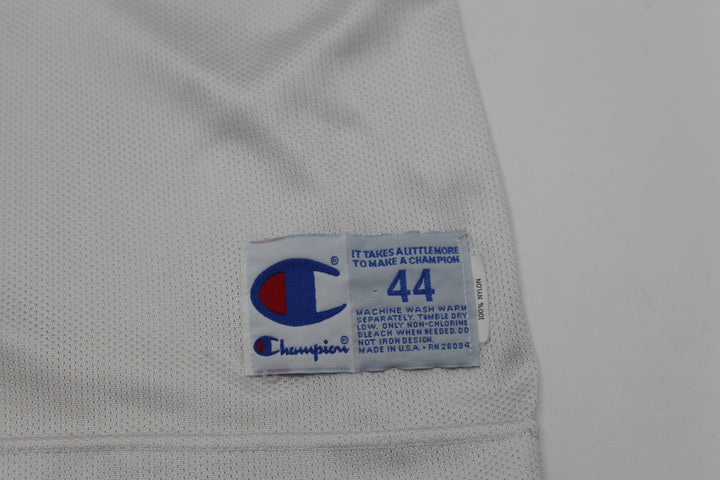 IT TAKES A LITTLE MORE
TO MAKE A CHAMPION
®
44
MACHINE WASH WARM
SEPARATELY. TUMBLE DRY
LOW. ONLY NON-CHLORINE
BLEACH WHEN NEEDED. DO
NOT IRON DESIGN.
MADE IN U.S.A. • RN 26094
Champion®
100% NYLON